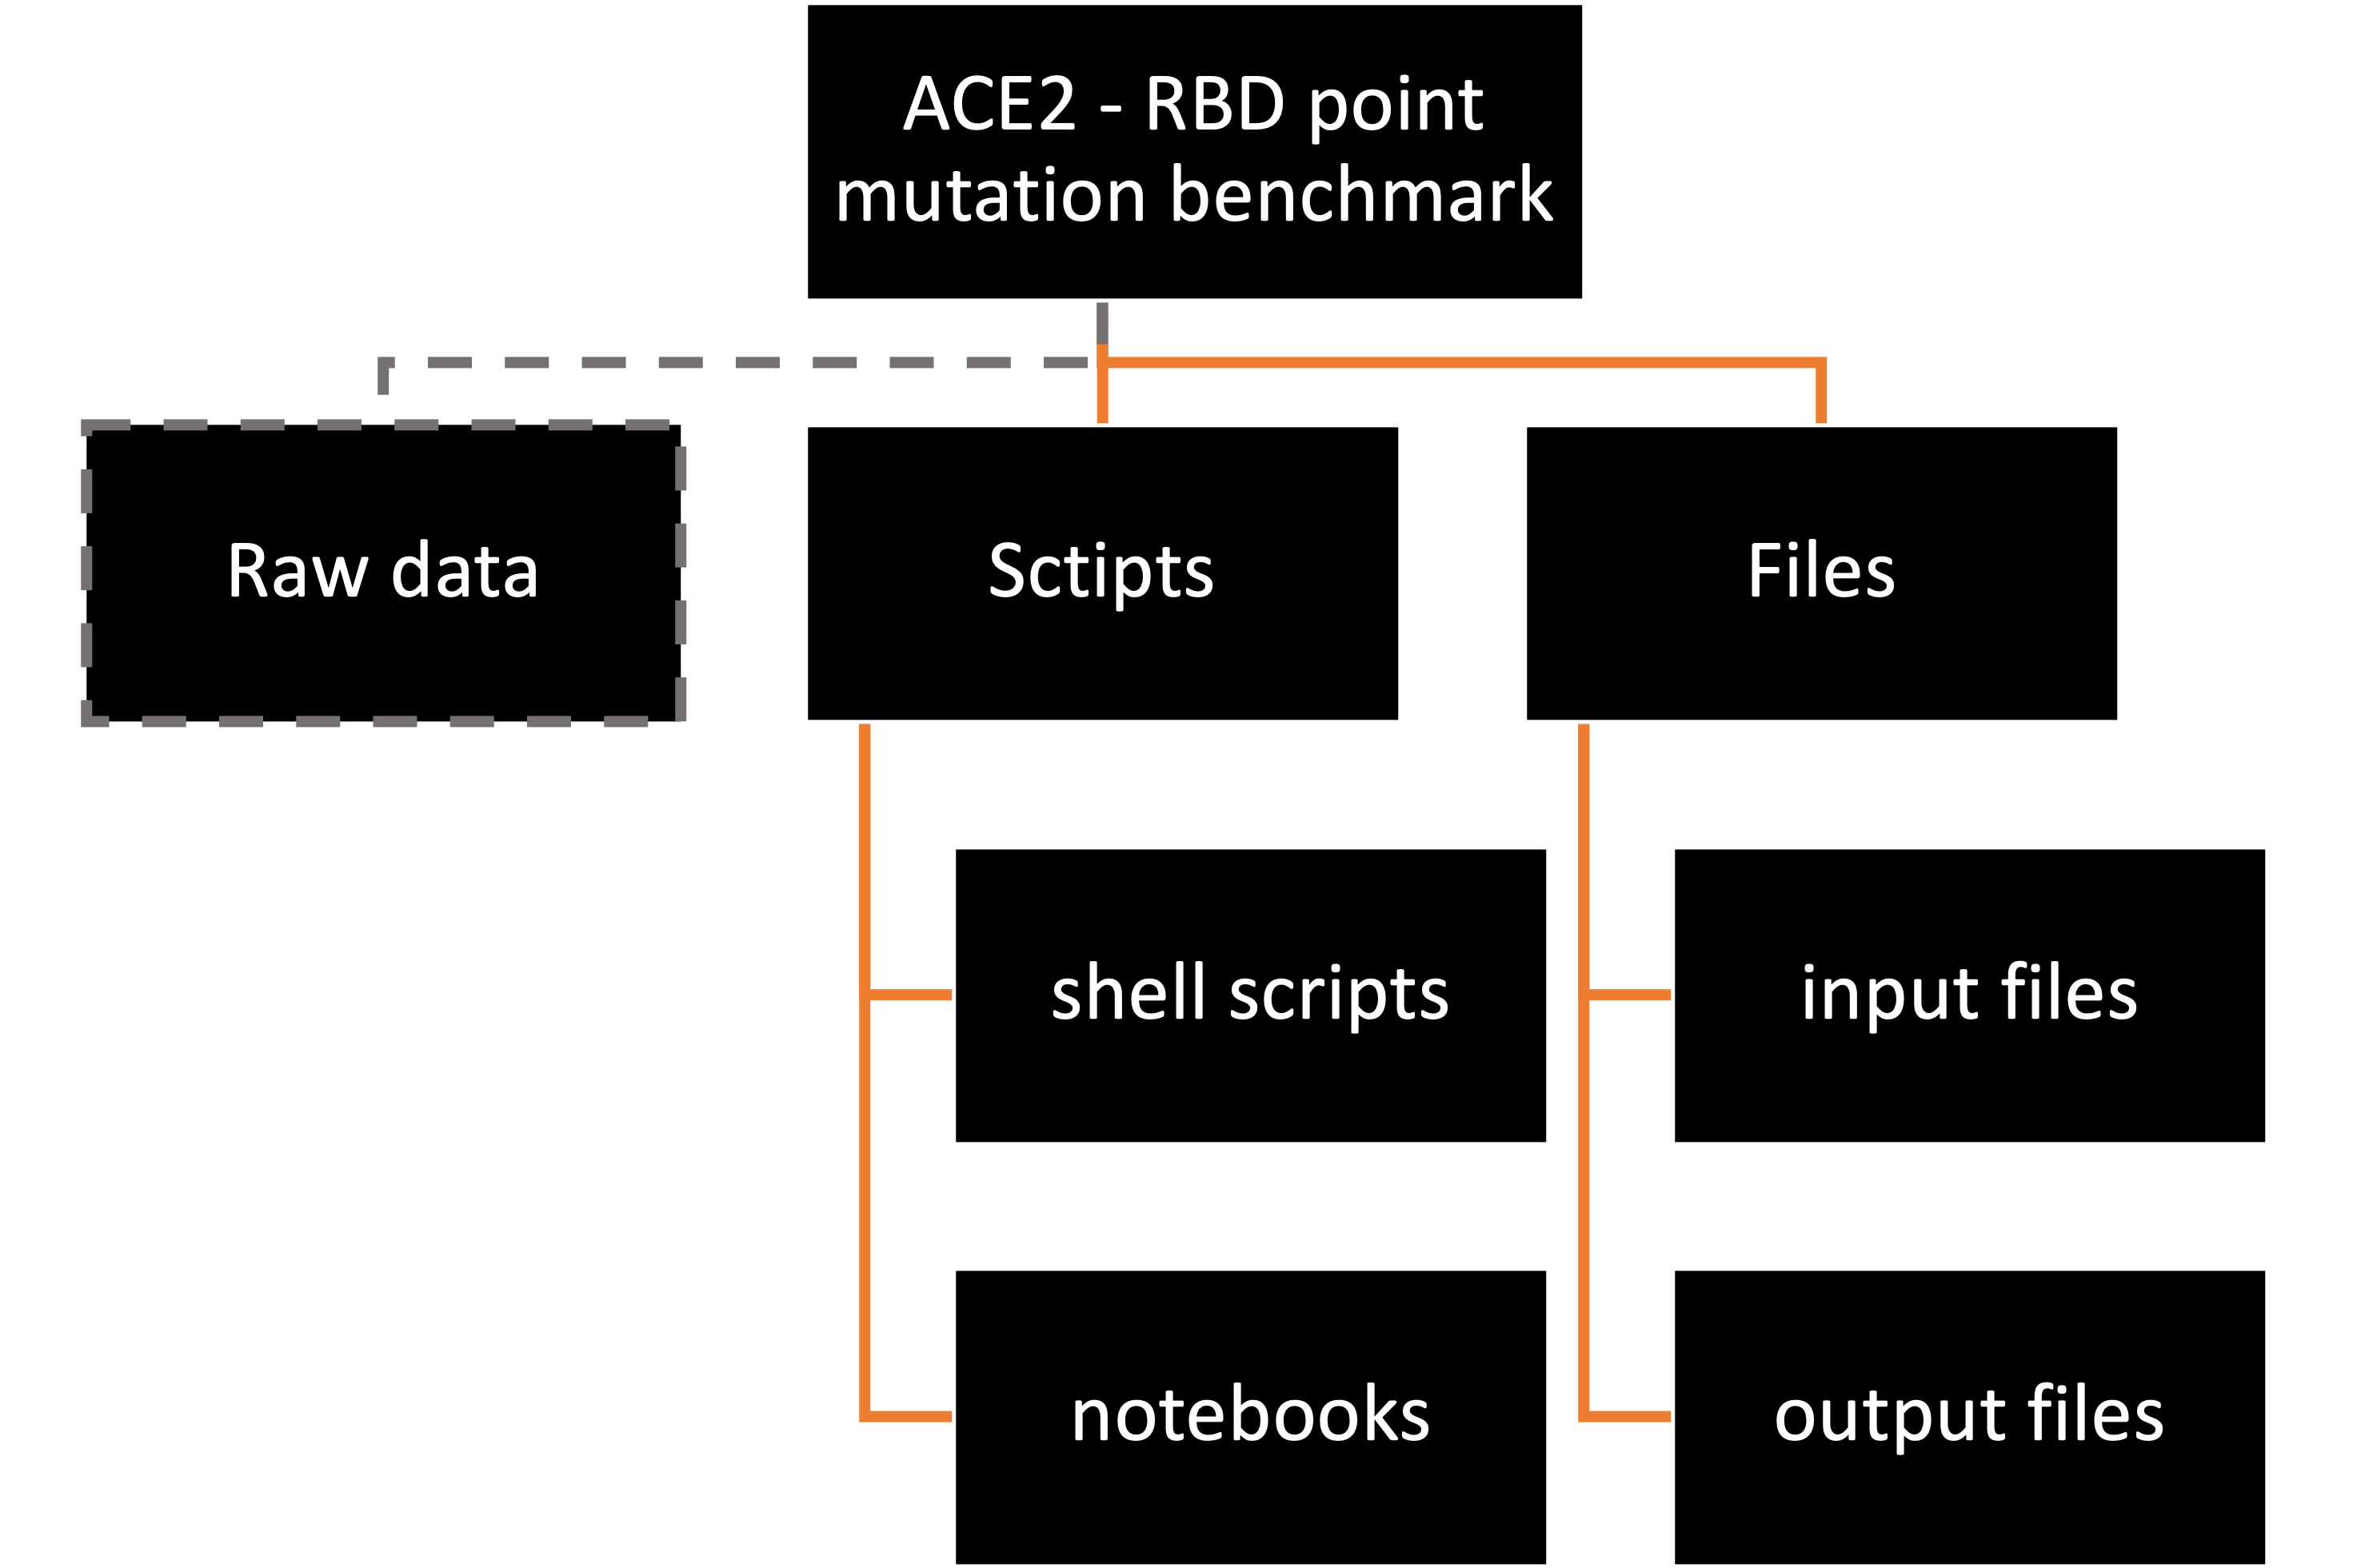 ACE2 - RBD point
mutation benchmark
Raw data
Sctipts
Files
shell scripts
input files
notebooks
output files